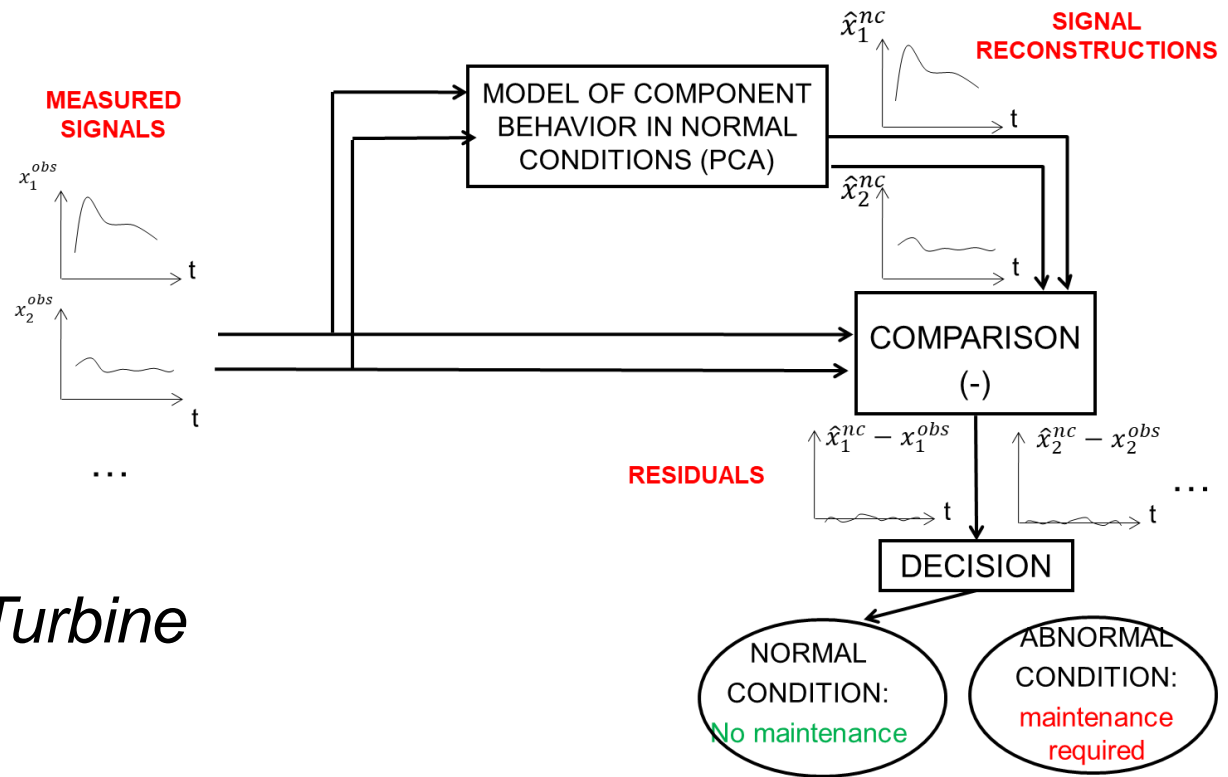 MEASURED
SIGNALS
x_1^{obs}
t
x_2^{obs}
t
...
MODEL OF COMPONENT
BEHAVIOR IN NORMAL
CONDITIONS (PCA)
x̂_1^{nc}
t
SIGNAL
RECONSTRUCTIONS
x̂_2^{nc}
t
COMPARISON
(-)
RESIDUALS
x̂_1^{nc} − x_1^{obs}
t
x̂_2^{nc} − x_2^{obs}
t
...
DECISION
Turbine
NORMAL
CONDITION:
No maintenance
ABNORMAL
CONDITION:
maintenance
required